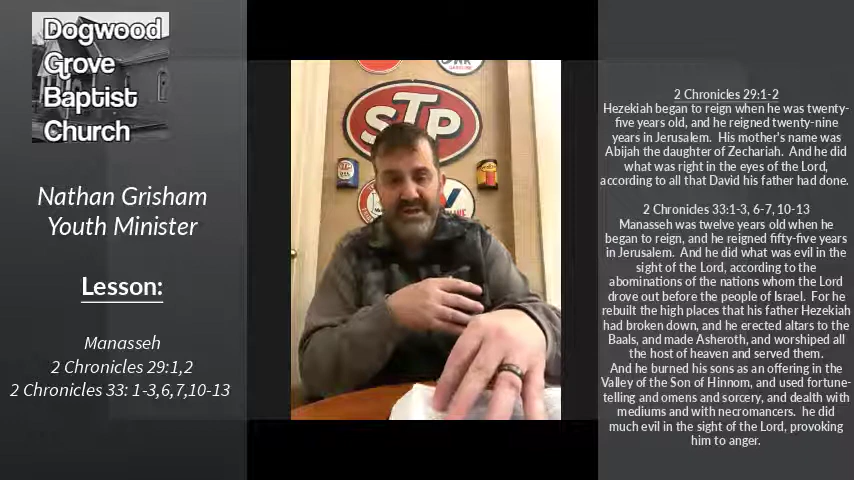 Dogwood
Grove
Baptist
Church
Nathan Grisham
Youth Minister
Lesson:
Manasseh
2 Chronicles 29:1,2
2 Chronicles 33: 1-3,6,7,10-13
STP
2 Chronicles 29:1-2
Hezekiah began to reign when he was twenty-
five years old, and he reigned twenty-nine
years in Jerusalem.  His mother's name was
Abijah the daughter of Zechariah.  And he did
what was right in the eyes of the Lord,
according to all that David his father had done.
2 Chronicles 33:1-3, 6-7, 10-13
Manasseh was twelve years old when he
began to reign, and he reigned fifty-five years
in Jerusalem.  And he did what was evil in the
sight of the Lord, according to the
abominations of the nations whom the Lord
drove out before the people of Israel.  For he
rebuilt the high places that his father Hezekiah
had broken down, and he erected altars to the
Baals, and made Asheroth, and worshiped all
the host of heaven and served them.
And he burned his sons as an offering in the
Valley of the Son of Hinnom, and used fortune-
telling and omens and sorcery, and dealth with
mediums and with necromancers.  he did
much evil in the sight of the Lord, provoking
him to anger.